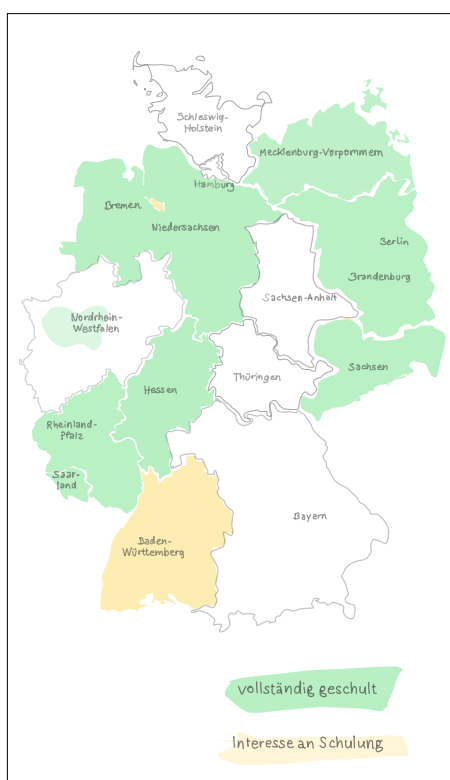 Schleswig-
Holstein
Mecklenburg-Vorpommern
Hamburg
Bremen
Niedersachsen
Berlin
Brandenburg
Sachsen-Anhalt
Nordrhein-
Westfalen
Sachsen
Thüringen
Hessen
Rheinland-
Pfalz
Saar-
land
Bayern
Baden-
Württemberg
vollständig geschult
Interesse an Schulung